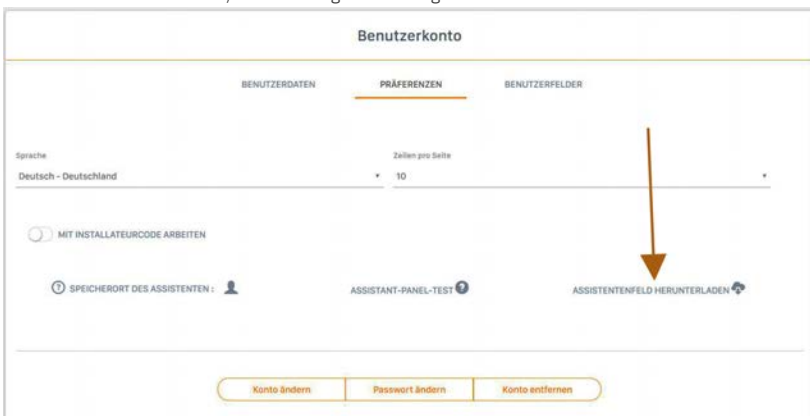 Benutzerkonto
BENUTZERDATEN PRÄFERENZEN BENUTZERFELDER
Sprache Zeilen pro Seite
Deutsch - Deutschland 10
MIT INSTALLATEURCODE ARBEITEN
? SPEICHERORT DES ASSISTENTEN : ASSISTANT-PANEL-TEST ? ASSISTENTENFELD HERUNTERLADEN
Konto ändern Passwort ändern Konto entfernen